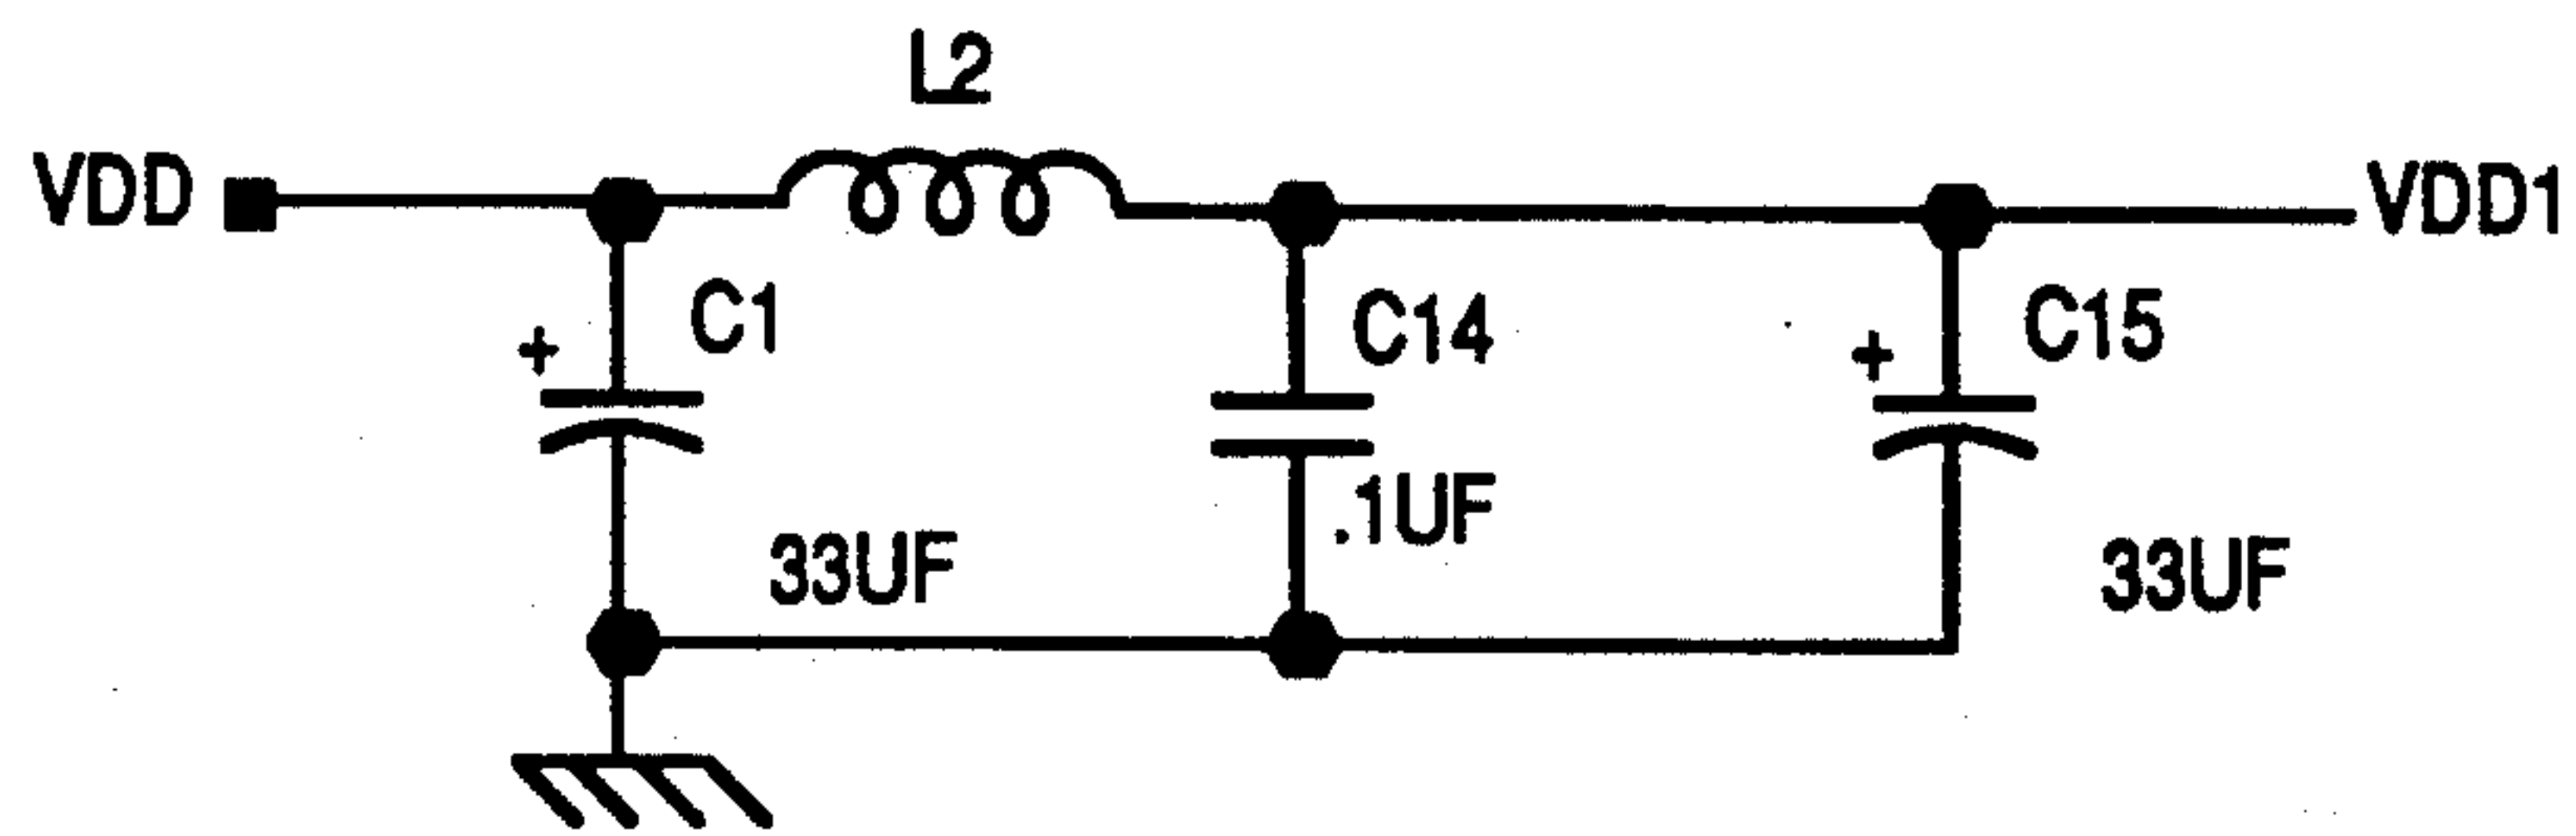 L2
VDD
VDD1
C1
C14
C15
+
+
.1UF
33UF
33UF